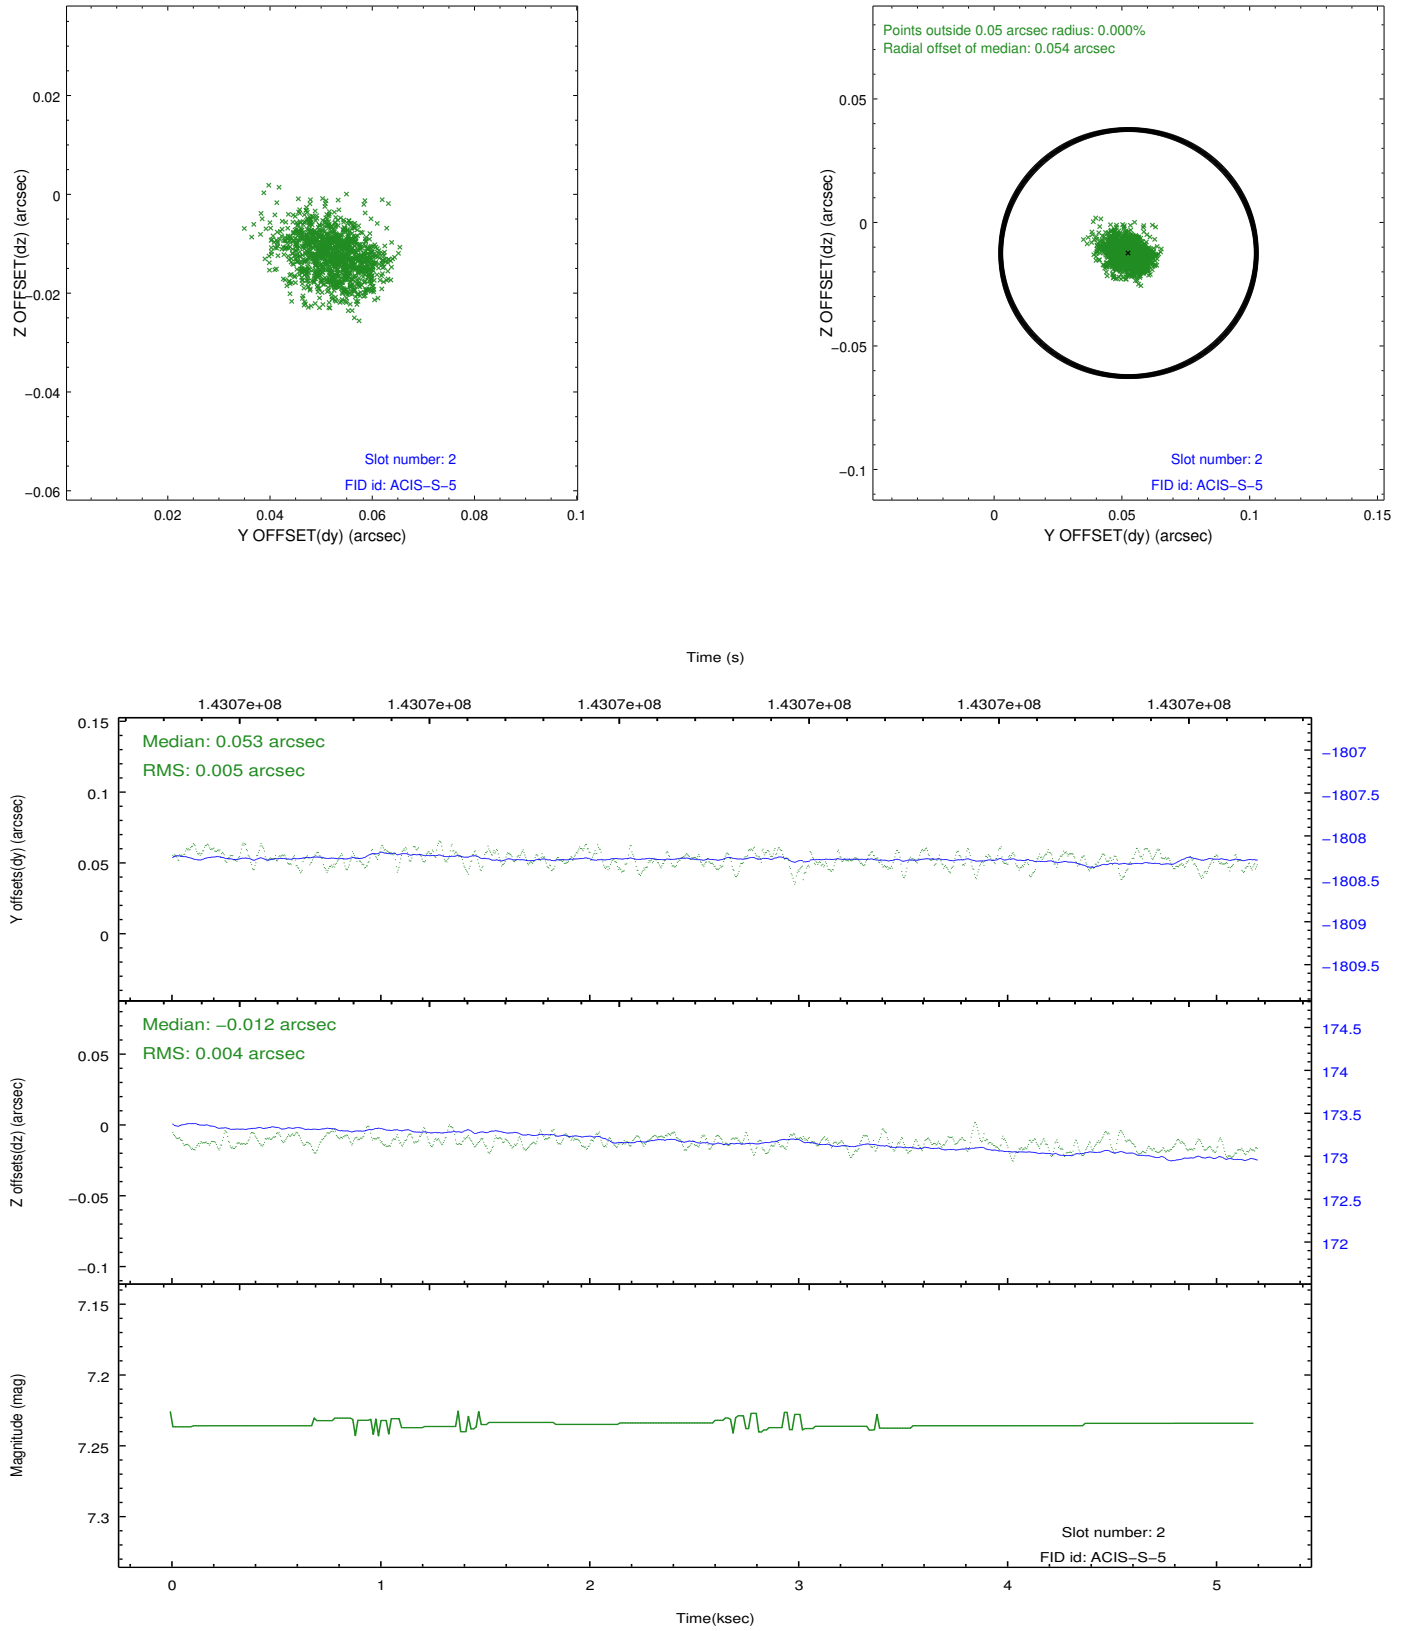 0.02
0
−0.02
−0.04
−0.06
Z OFFSET(dz) (arcsec)
Slot number: 2
FID id: ACIS−S−5
0.02 0.04 0.06 0.08 0.1
Y OFFSET(dy) (arcsec)
Points outside 0.05 arcsec radius: 0.000%
Radial offset of median: 0.054 arcsec
0.05
0
−0.05
−0.1
Z OFFSET(dz) (arcsec)
Slot number: 2
FID id: ACIS−S−5
0 0.05 0.1 0.15
Y OFFSET(dy) (arcsec)
Time (s)
1.4307e+08 1.4307e+08 1.4307e+08 1.4307e+08 1.4307e+08 1.4307e+08
Median: 0.053 arcsec
RMS: 0.005 arcsec
0.15
0.1
0.05
0
Y offsets(dy) (arcsec)
−1807
−1807.5
−1808
−1808.5
−1809
−1809.5
Median: −0.012 arcsec
RMS: 0.004 arcsec
0.05
0
−0.05
−0.1
Z offsets(dz) (arcsec)
174.5
174
173.5
173
172.5
172
7.15
7.2
7.25
7.3
Magnitude (mag)
Slot number: 2
FID id: ACIS−S−5
0 1 2 3 4 5
Time(ksec)